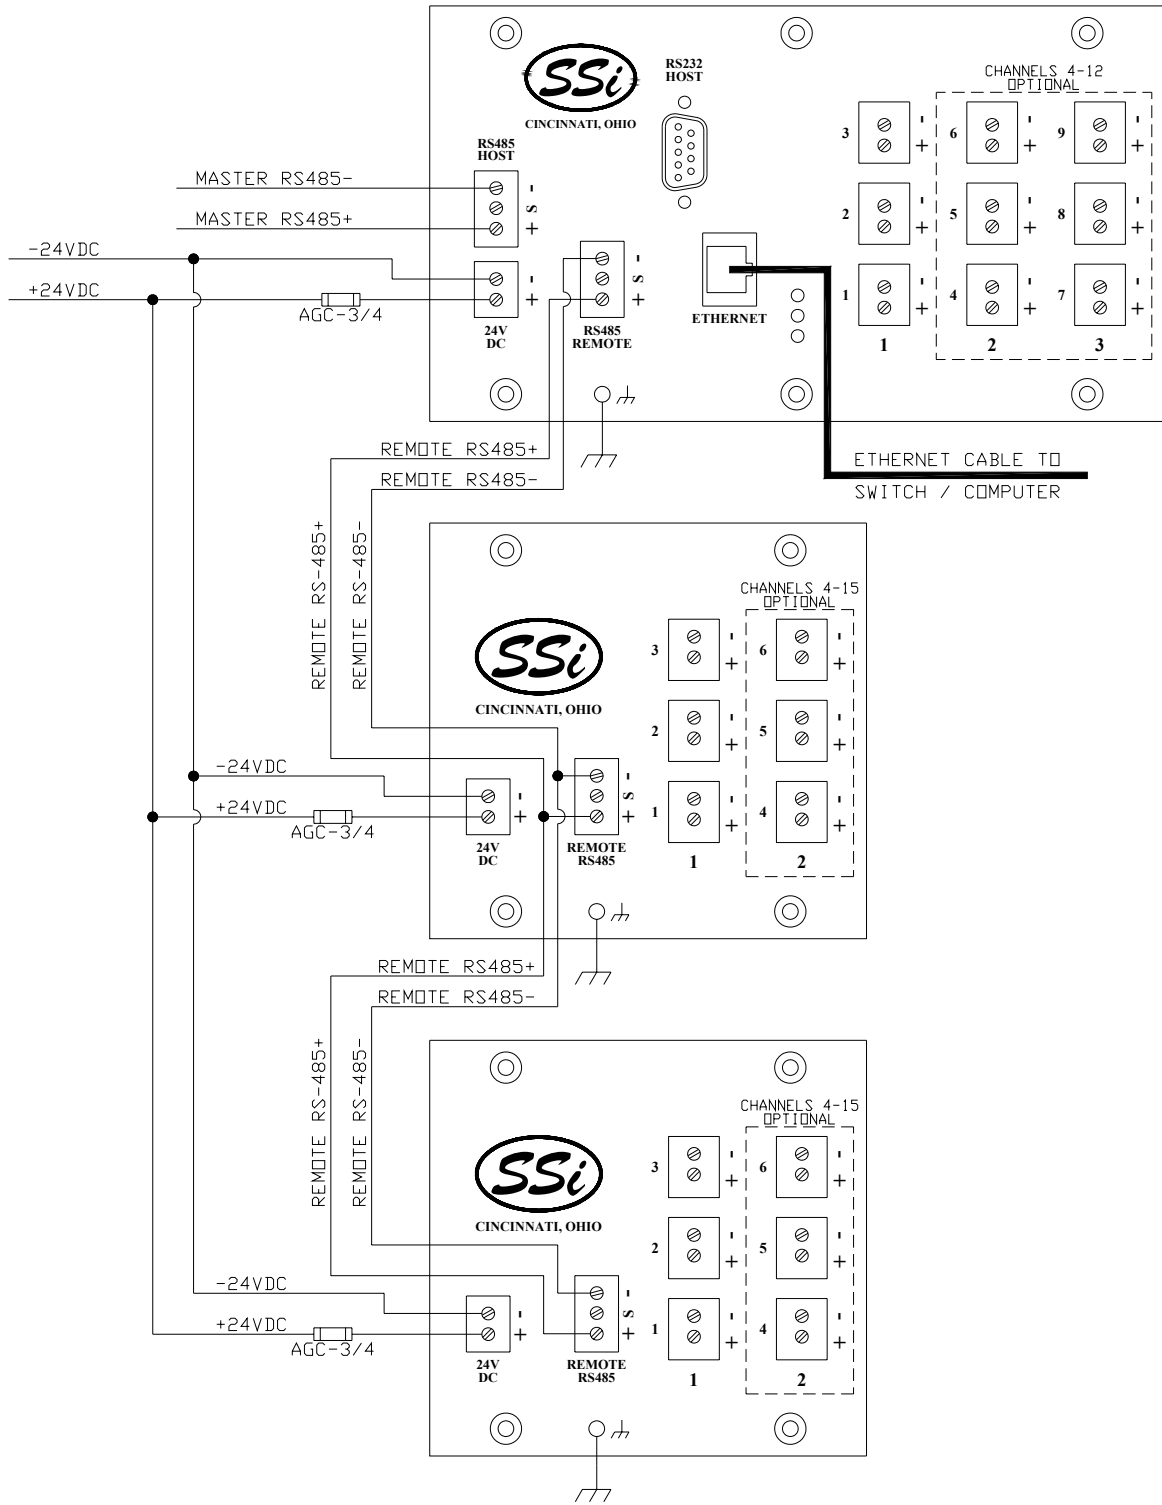 SSi
CINCINNATI, OHIO
RS232
HOST
CHANNELS 4-12
OPTIONAL
RS485
HOST
3 - +
6 - +
9 - +
MASTER RS485-
- S +
MASTER RS485+
2 - +
5 - +
8 - +
-24VDC
+24VDC
AGC-3/4
- +
24V
DC
- S +
RS485
REMOTE
ETHERNET
1 - +
4 - +
7 - +
1
2
3
REMOTE RS485+
REMOTE RS485-
ETHERNET CABLE TO
SWITCH / COMPUTER
REMOTE RS-485+
REMOTE RS-485-
CHANNELS 4-15
OPTIONAL
SSi
CINCINNATI, OHIO
3 - +
6 - +
2 - +
5 - +
-24VDC
+24VDC
AGC-3/4
- +
24V
DC
- S +
REMOTE
RS485
1 - +
4 - +
1
2
REMOTE RS485+
REMOTE RS485-
REMOTE RS-485+
REMOTE RS-485-
CHANNELS 4-15
OPTIONAL
SSi
CINCINNATI, OHIO
3 - +
6 - +
2 - +
5 - +
-24VDC
+24VDC
AGC-3/4
- +
24V
DC
- S +
REMOTE
RS485
1 - +
4 - +
1
2